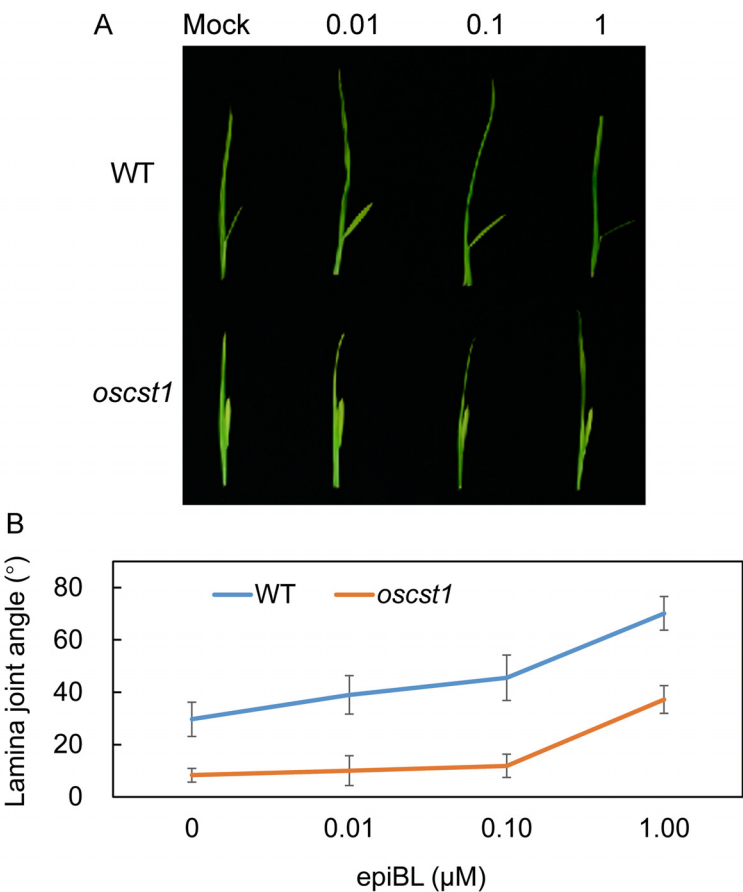 A Mock 0.01 0.1 1
WT
oscst1
B
WT oscst1
Lamina joint angle (°)
80
60
40
20
0
0 0.01 0.10 1.00
epiBL (µM)